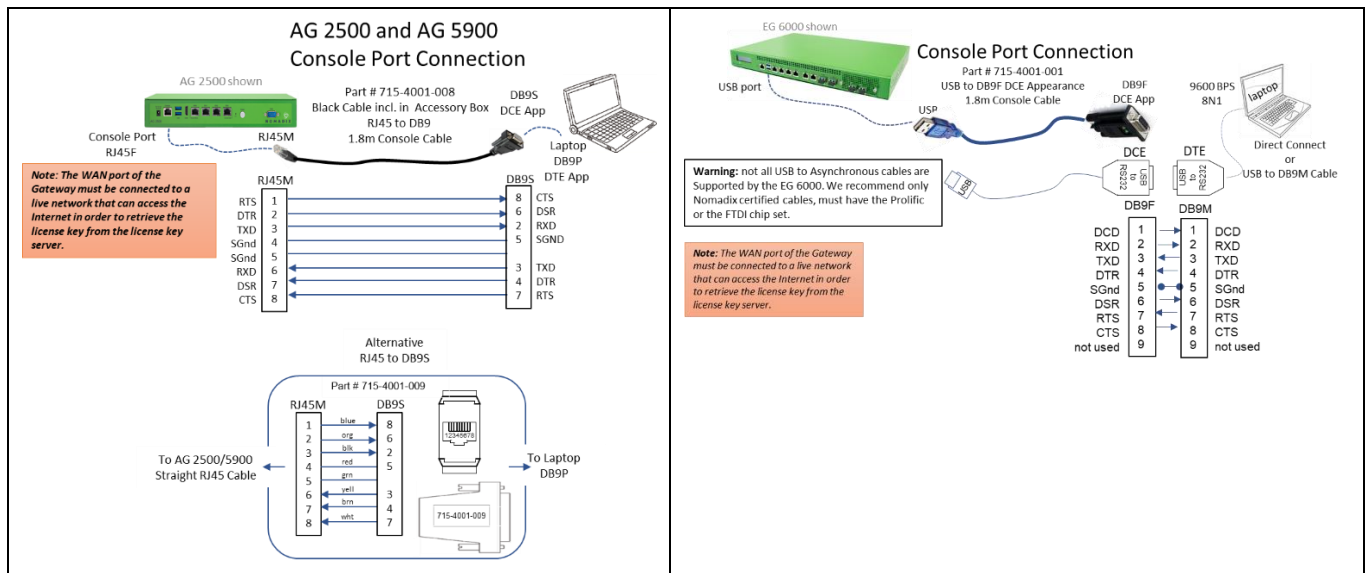 AG 2500 and AG 5900
Console Port Connection
AG 2500 shown
Part # 715-4001-008
Black Cable incl. in Accessory Box
RJ45 to DB9
1.8m Console Cable
DB9S
DCE App
Console Port
RJ45F
RJ45M
Laptop
DB9P
DTE App
Note: The WAN port of the
Gateway must be connected to a
live network that can access the
Internet in order to retrieve the
license key from the license key
server.
RJ45M
DB9S
RTS 1 8 CTS
DTR 2 6 DSR
TXD 3 2 RXD
SGnd 4 5 SGND
SGnd 5
RXD 6 3 TXD
DSR 7 4 DTR
CTS 8 7 RTS
Alternative
RJ45 to DB9S
Part # 715-4001-009
RJ45M DB9S
1 blue 8
2 org 6
3 blk 2
4 red 5
5 grn
6 yell 3
7 brn 4
8 wht 7
12345678
To AG 2500/5900
Straight RJ45 Cable
To Laptop
DB9P
715-4001-009
EG 6000 shown
Console Port Connection
Part # 715-4001-001
USB to DB9F DCE Appearance
1.8m Console Cable
USB port
USP
DB9F
DCE App
9600 BPS
8N1
laptop
Direct Connect
or
USB to DB9M Cable
Warning: not all USB to Asynchronous cables are
Supported by the EG 6000. We recommend only
Nomadix certified cables, must have the Prolific
or the FTDI chip set.
USB
DCE DTE
USB
to
RS232
USB
to
RS232
DB9F DB9M
DCD 1 1 DCD
RXD 2 2 RXD
TXD 3 3 TXD
DTR 4 4 DTR
SGnd 5 5 SGnd
DSR 6 6 DSR
RTS 7 7 RTS
CTS 8 8 CTS
not used 9 9 not used
Note: The WAN port of the Gateway
must be connected to a live network
that can access the Internet in order
to retrieve the license key from the
license key server.